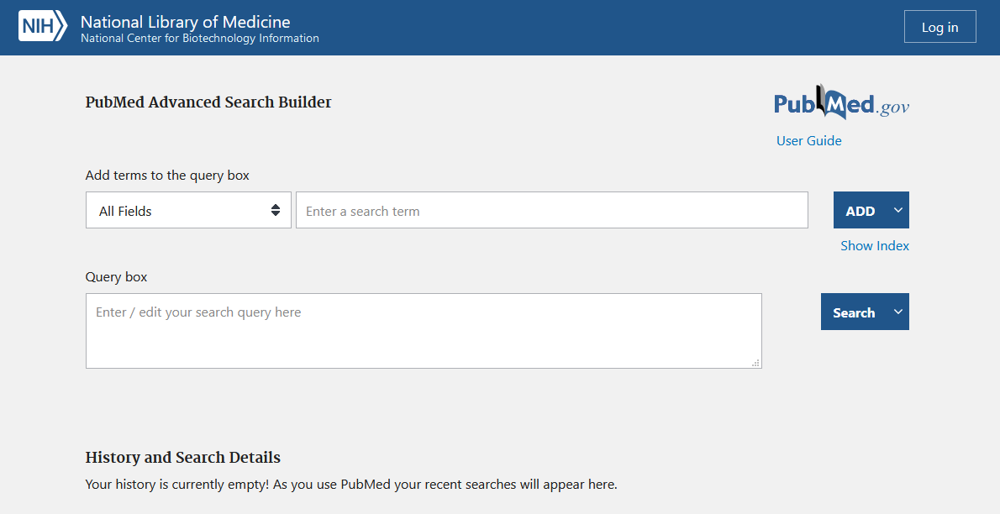 NIH
National Library of Medicine
National Center for Biotechnology Information
Log in
PubMed Advanced Search Builder
PubMed.gov
User Guide
Add terms to the query box
All Fields
Enter a search term
ADD
Show Index
Query box
Enter / edit your search query here
Search
History and Search Details
Your history is currently empty! As you use PubMed your recent searches will appear here.